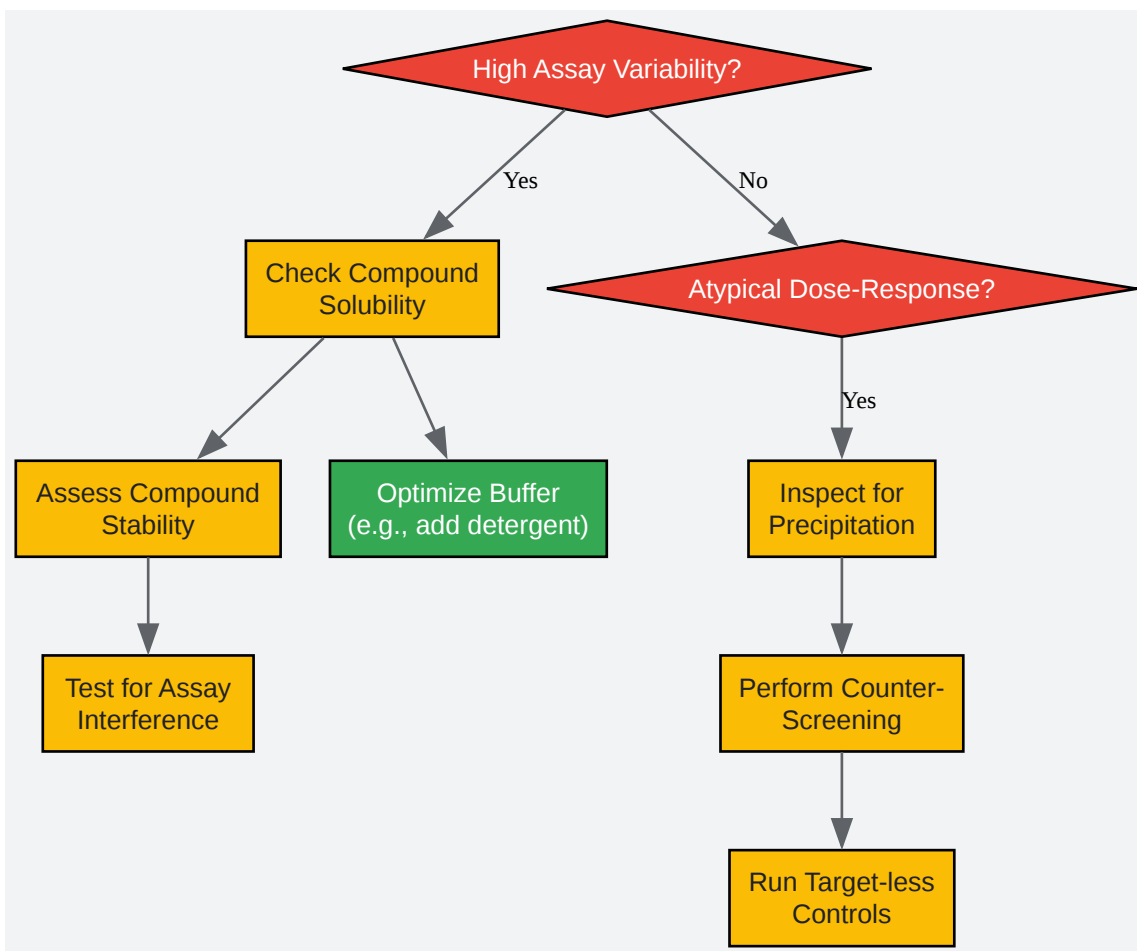 High Assay Variability?
Yes
No
Check Compound
Solubility
Atypical Dose-Response?
Yes
Assess Compound
Stability
Optimize Buffer
(e.g., add detergent)
Inspect for
Precipitation
Test for Assay
Interference
Perform Counter-
Screening
Run Target-less
Controls